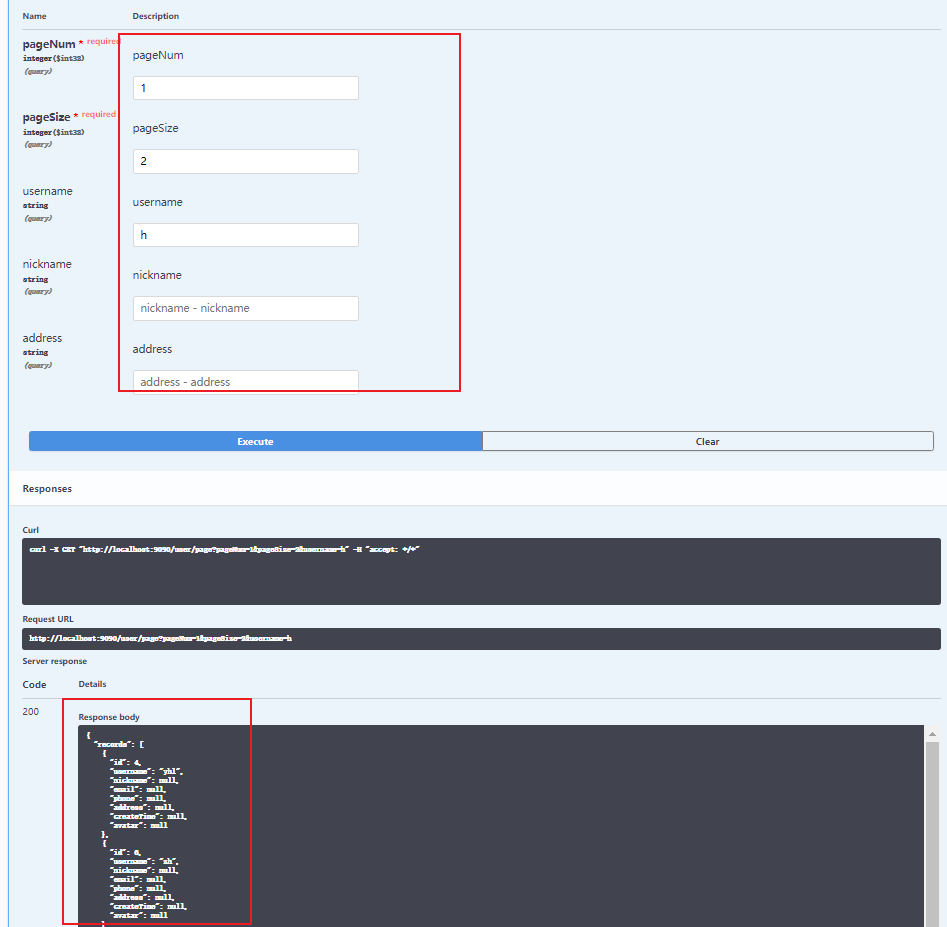 Name Description
pageNum * required
integer($int32)
(query)
pageNum
1
pageSize * required
integer($int32)
(query)
pageSize
2
username
string
(query)
username
h
nickname
string
(query)
nickname
nickname - nickname
address
string
(query)
address
address - address
Execute Clear
Responses
Curl
curl -X GET "http://localhost:9090/user/page?pageNum=1&pageSize=2&username=h" -H "accept: */*"
Request URL
http://localhost:9090/user/page?pageNum=1&pageSize=2&username=h
Server response
Code Details
200
Response body
{
"records": [
{
"id": 4,
"username": "yhl",
"nickname": null,
"email": null,
"phone": null,
"address": null,
"createTime": null,
"avatar": null
},
{
"id": 6,
"username": "zh",
"nickname": null,
"email": null,
"phone": null,
"address": null,
"createTime": null,
"avatar": null
}